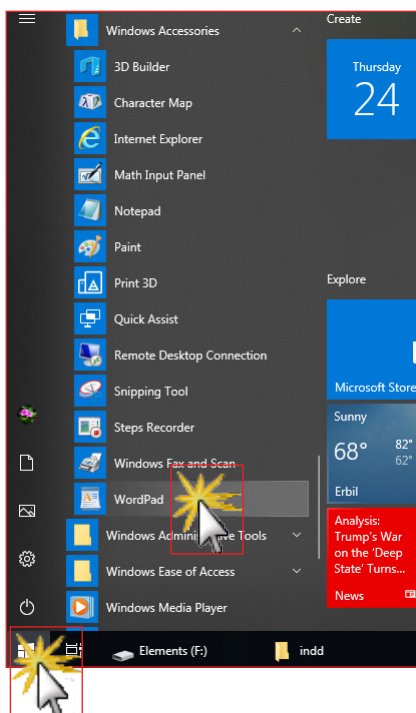 Windows Accessories
3D Builder
Character Map
Internet Explorer
Math Input Panel
Notepad
Paint
Print 3D
Quick Assist
Remote Desktop Connection
Snipping Tool
Steps Recorder
Windows Fax and Scan
WordPad
Windows Administrative Tools
Windows Ease of Access
Windows Media Player
Create
Thursday
24
Explore
Microsoft Store
Sunny
68° 82°
62°
Erbil
Analysis:
Trump's War
on the 'Deep
State' Turns...
News
Elements (F:)
indd